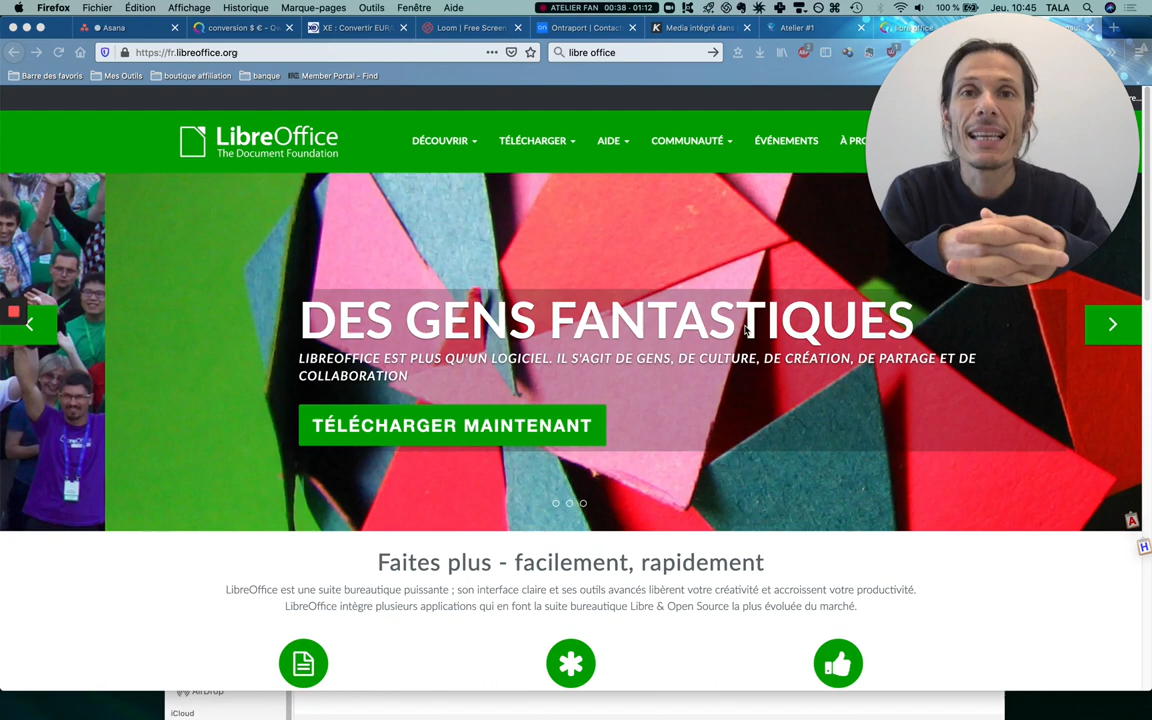 Firefox Fichier Édition Affichage Historique Marque-pages Outils Fenêtre Aide ATELIER FAN 00:38 - 01:12 100 % Jeu. 10:45 TALA
Asana
conversion $ €
XE : Convertir EUR
Loom | Free Screen
Ontraport | Contacts
Media intégré dans
Atelier #1
https://fr.libreoffice.org
libre office
Barre des favoris Mes Outils boutique affiliation banque Member Portal - Find
LibreOffice
The Document Foundation
DÉCOUVRIR TÉLÉCHARGER AIDE COMMUNAUTÉ ÉVÉNEMENTS À PRO
DES GENS FANTASTIQUES
LIBREOFFICE EST PLUS QU'UN LOGICIEL. IL S'AGIT DE GENS, DE CULTURE, DE CRÉATION, DE PARTAGE ET DE
COLLABORATION
TÉLÉCHARGER MAINTENANT
A
H
Faites plus - facilement, rapidement
LibreOffice est une suite bureautique puissante ; son interface claire et ses outils avancés libèrent votre créativité et accroissent votre productivité.
LibreOffice intègre plusieurs applications qui en font la suite bureautique Libre & Open Source la plus évoluée du marché.
AirDrop
iCloud